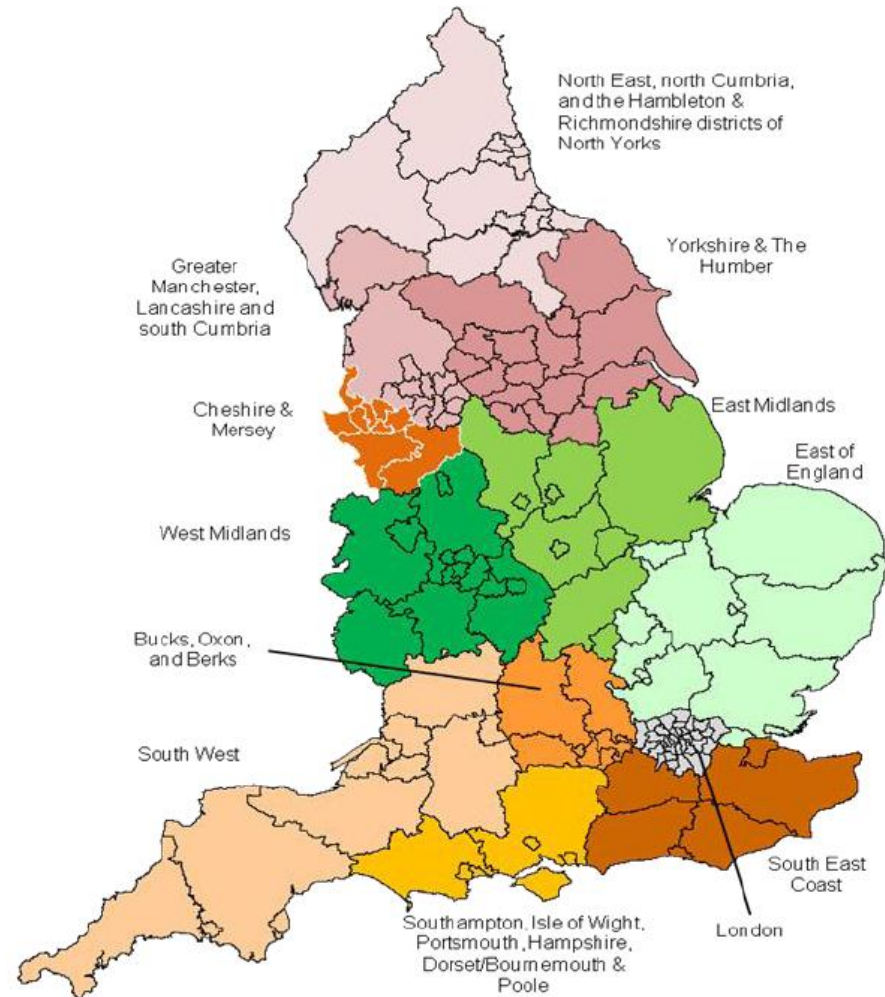 North East, north Cumbria,
and the Hambleton &
Richmondshire districts of
North Yorks
Yorkshire & The
Humber
Greater
Manchester,
Lancashire and
south Cumbria
Cheshire &
Mersey
East Midlands
East of
England
West Midlands
Bucks, Oxon,
and Berks
South West
South East
Coast
London
Southampton, Isle of Wight,
Portsmouth, Hampshire,
Dorset/Bournemouth &
Poole